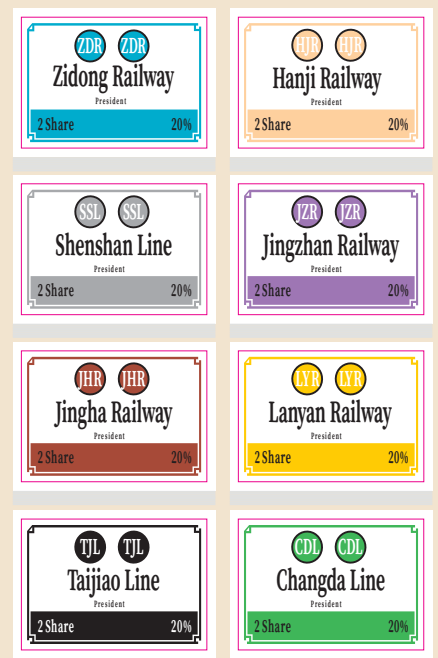 ZDR ZDR
Zidong Railway
President
2 Share 20%
HJR HJR
Hanji Railway
President
2 Share 20%
SSL SSL
Shenshan Line
President
2 Share 20%
JZR JZR
Jingzhan Railway
President
2 Share 20%
JHR JHR
Jingha Railway
President
2 Share 20%
LYR LYR
Lanyan Railway
President
2 Share 20%
TJL TJL
Taijiao Line
President
2 Share 20%
CDL CDL
Changda Line
President
2 Share 20%